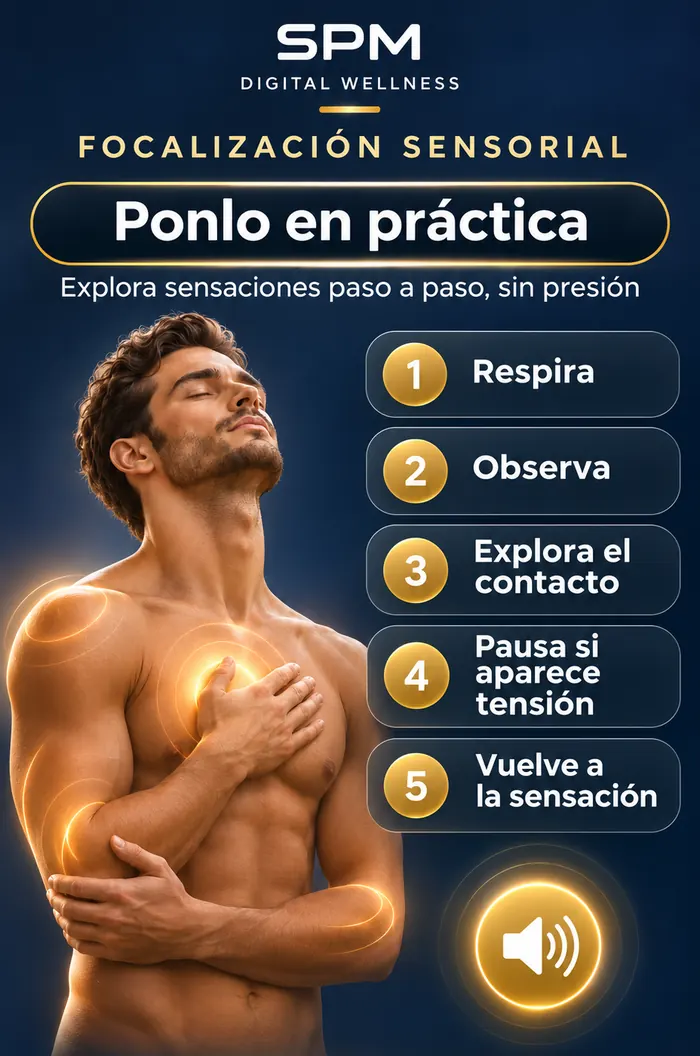 SPM
DIGITAL WELLNESS
FOCALIZACIÓN SENSORIAL
Ponlo en práctica
Explora sensaciones paso a paso, sin presión
1 Respira
2 Observa
3 Explora el
contacto
4 Pausa si
aparece
tensión
5 Vuelve a
la sensación